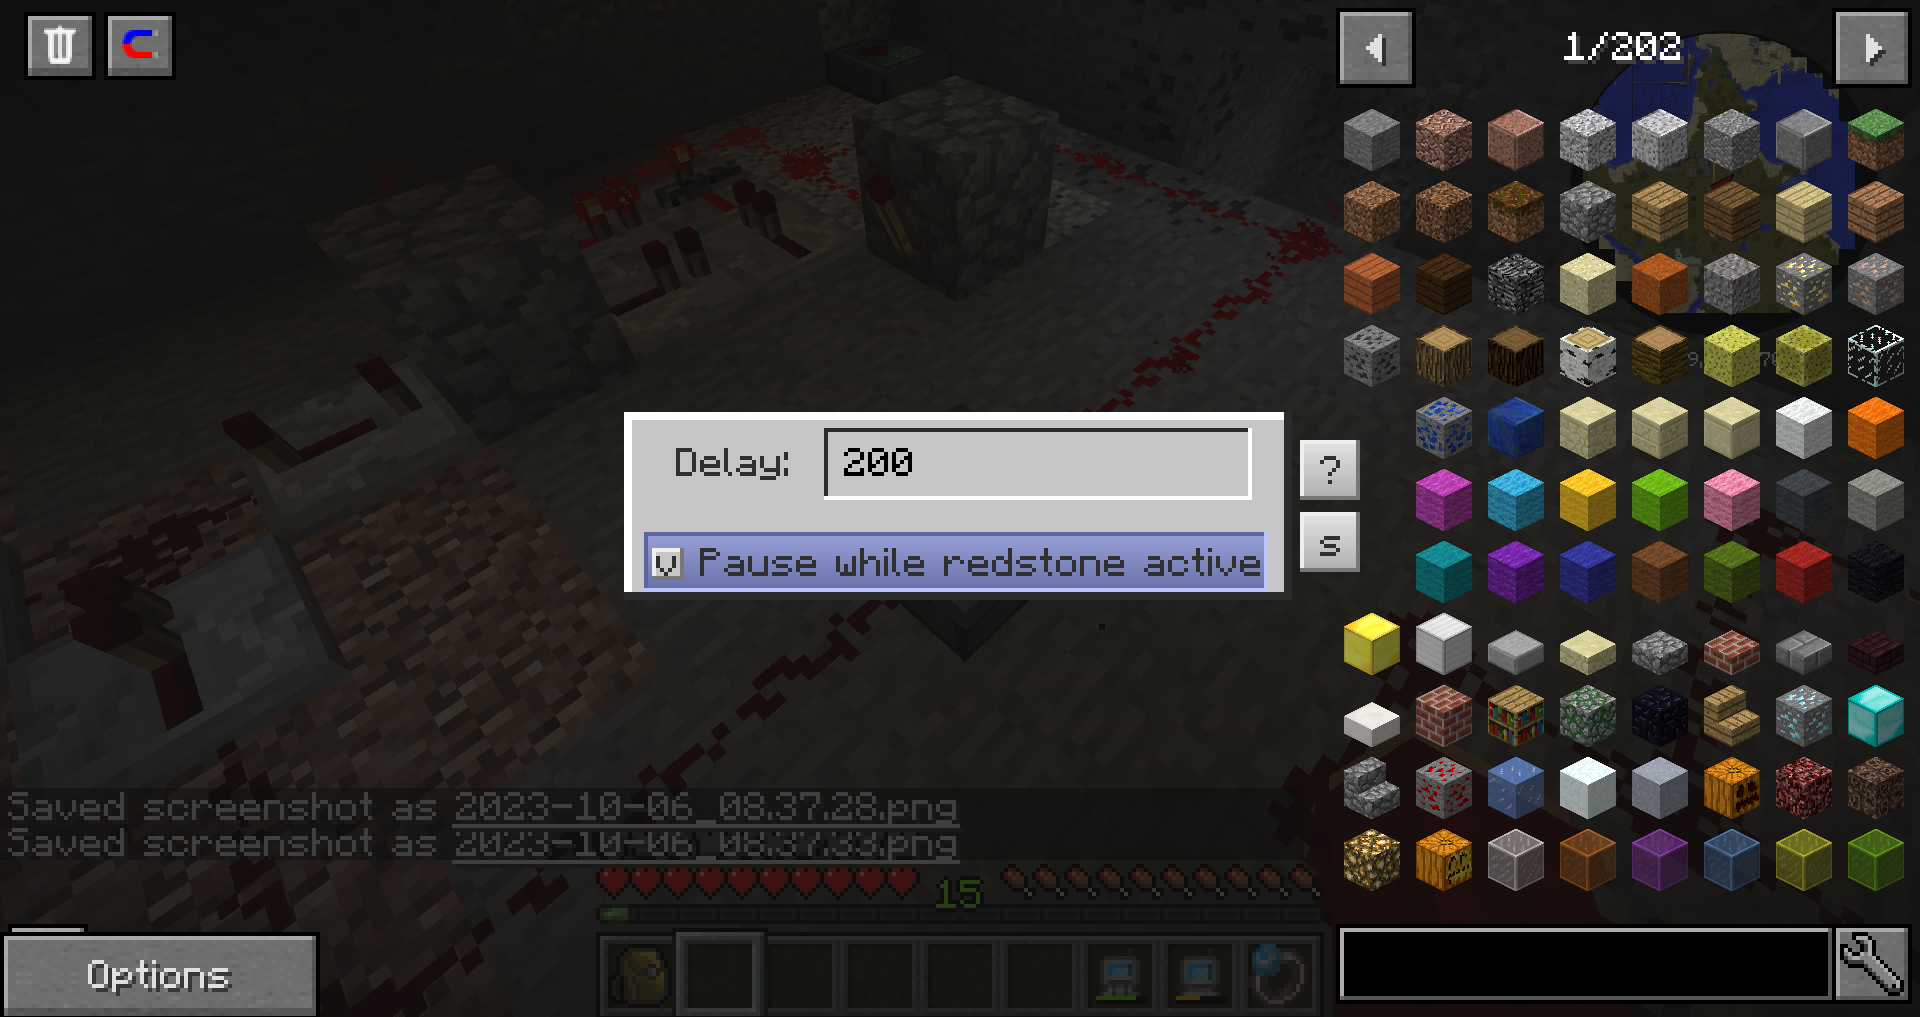 1/202
Delay: 200
?
V Pause while redstone active
s
Saved screenshot as 2023-10-06_08.37.28.png
Saved screenshot as 2023-10-06_08.37.33.png
15
Options